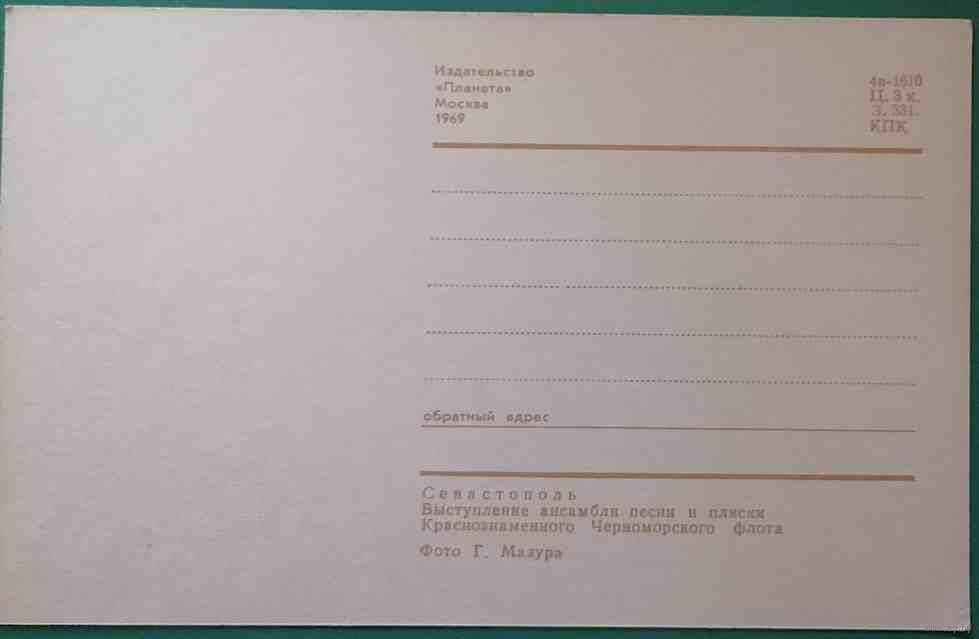 Издательство
«Планета»
Москва
1969
4в-1610
Ц. 3 к.
З. 331.
КПК
обратный адрес
Севастополь
Выступление ансамбля песни и пляски
Краснознаменного Черноморского флота
Фото Г. Мазура